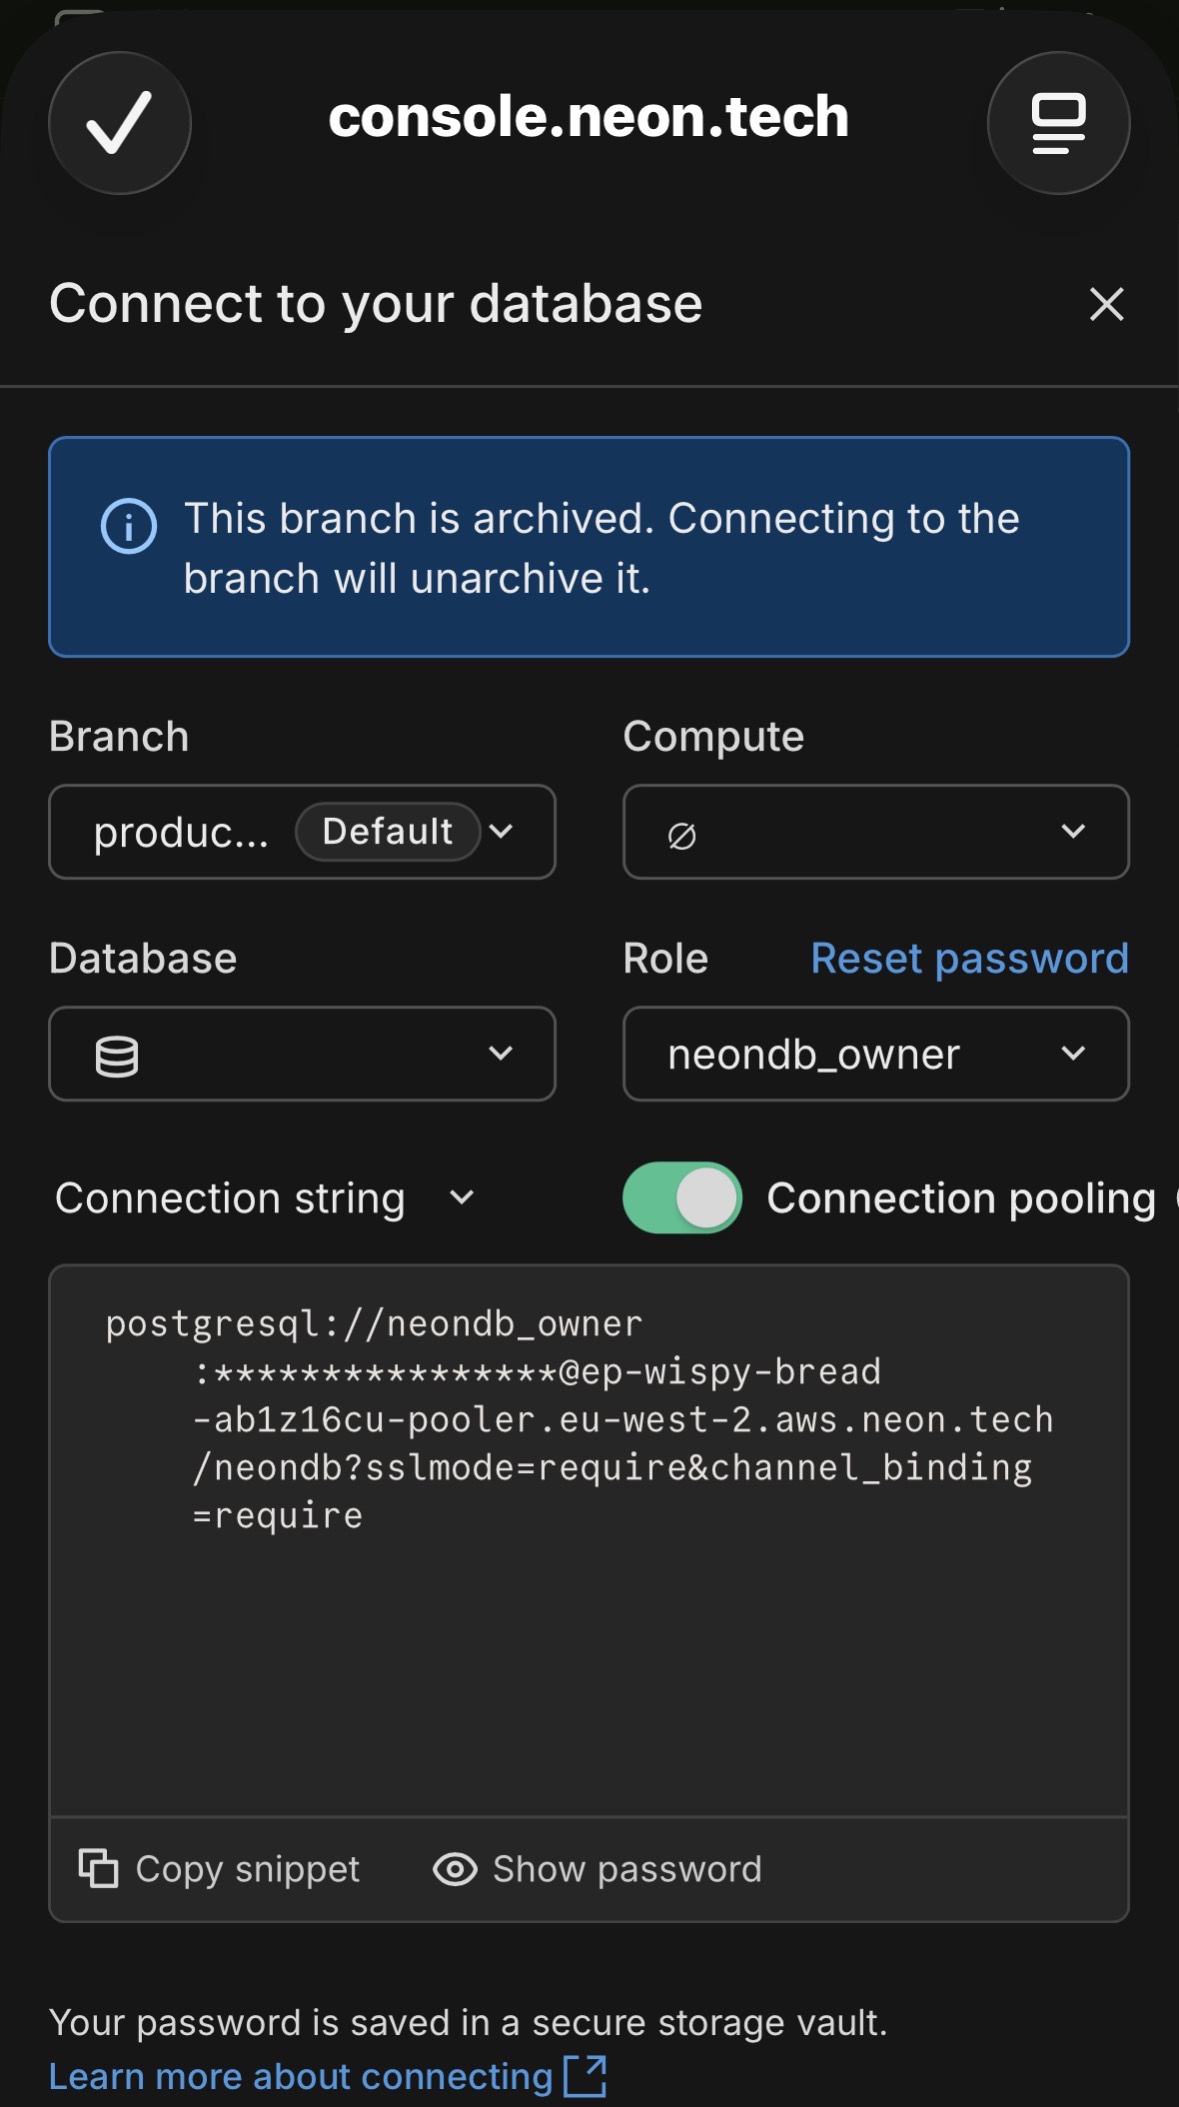 console.neon.tech
Connect to your database
This branch is archived. Connecting to the
branch will unarchive it.
Branch
Compute
produc... Default
Database
Role Reset password
neondb_owner
Connection string
Connection pooling
postgresql://neondb_owner
:****************@ep-wispy-bread
-ab1z16cu-pooler.eu-west-2.aws.neon.tech
/neondb?sslmode=require&channel_binding
=require
Copy snippet
Show password
Your password is saved in a secure storage vault.
Learn more about connecting